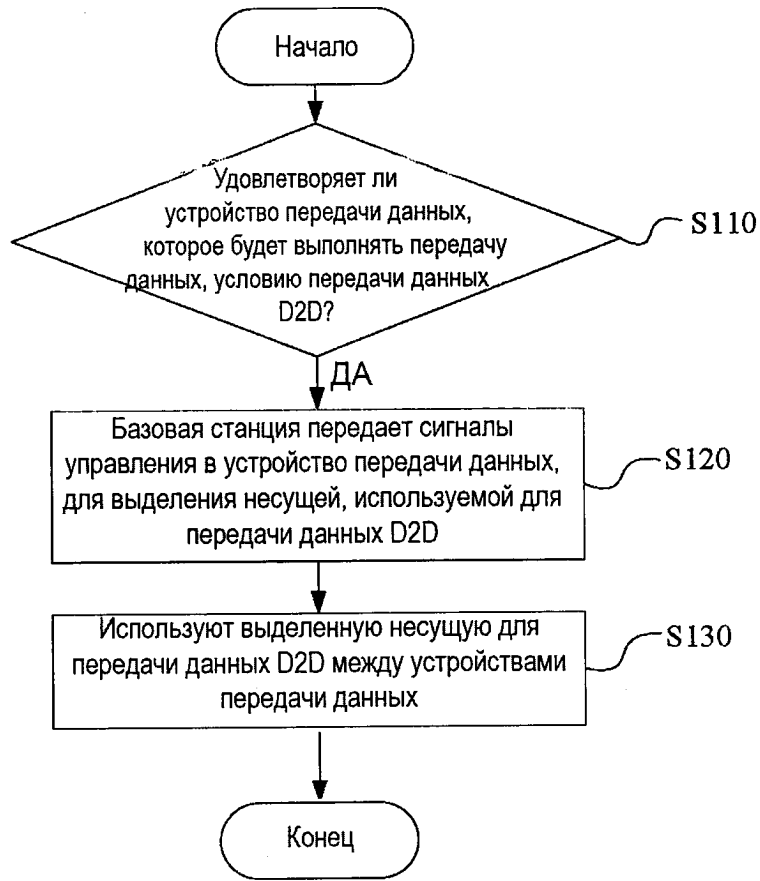 Начало
Удовлетворяет ли
устройство передачи данных,
которое будет выполнять передачу
данных, условию передачи данных
D2D?
S110
ДА
Базовая станция передает сигналы
управления в устройство передачи данных,
для выделения несущей, используемой для
передачи данных D2D
S120
Используют выделенную несущую для
передачи данных D2D между устройствами
передачи данных
S130
Конец